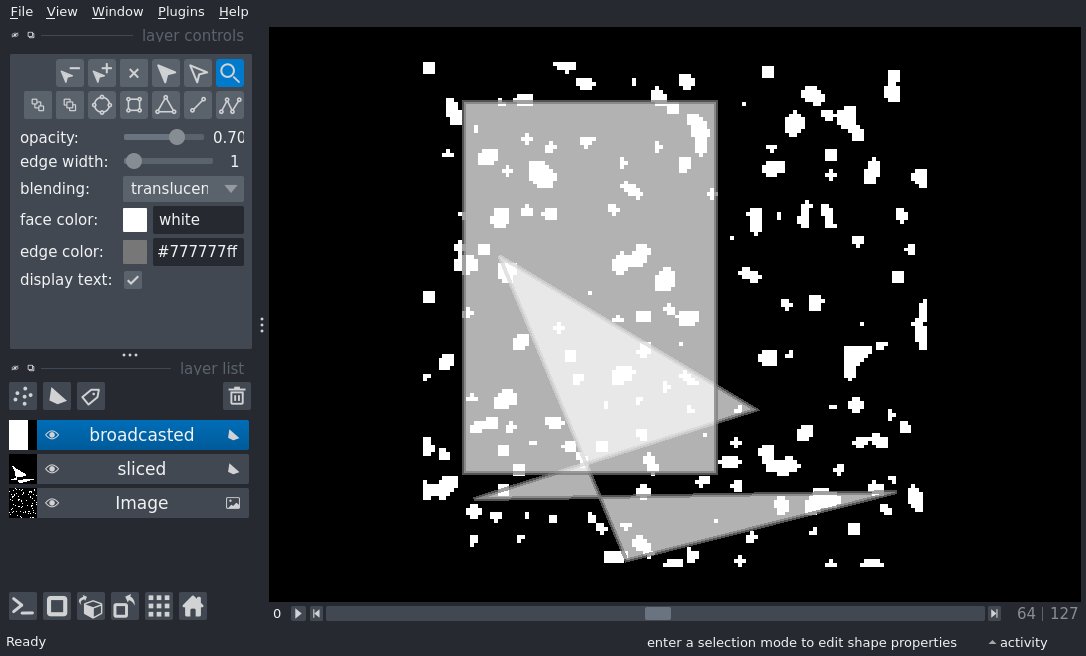 File View Window Plugins Help
layer controls
opacity: 0.70
edge width: 1
blending: translucen
face color: white
edge color: #777777ff
display text:
layer list
broadcasted
sliced
Image
0 64 | 127
Ready enter a selection mode to edit shape properties activity